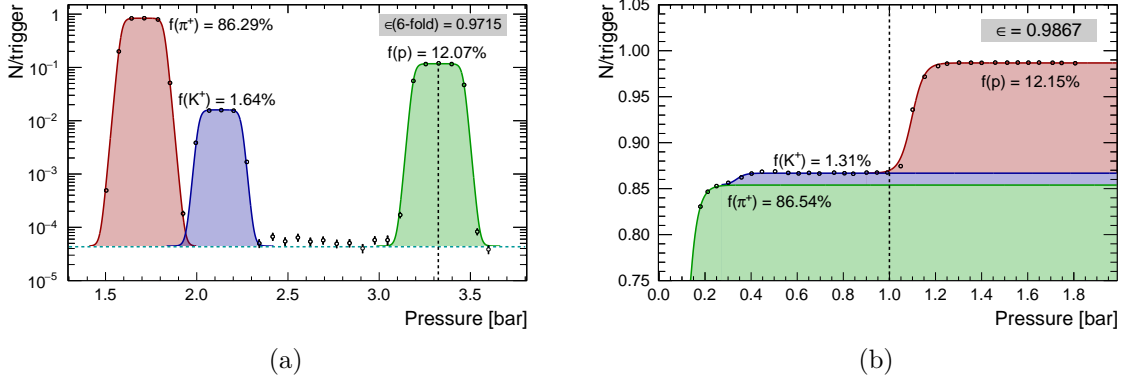 N/trigger
1
10⁻¹
10⁻²
10⁻³
10⁻⁴
10⁻⁵
f(π⁺) = 86.29%
∈(6-fold) = 0.9715
f(p) = 12.07%
f(K⁺) = 1.64%
1.5 2.0 2.5 3.0 3.5
Pressure [bar]
(a)
N/trigger
1.05
1.00
0.95
0.90
0.85
0.80
0.75
∈ = 0.9867
f(p) = 12.15%
f(K⁺) = 1.31%
f(π⁺) = 86.54%
0.0 0.2 0.4 0.6 0.8 1.0 1.2 1.4 1.6 1.8
Pressure [bar]
(b)